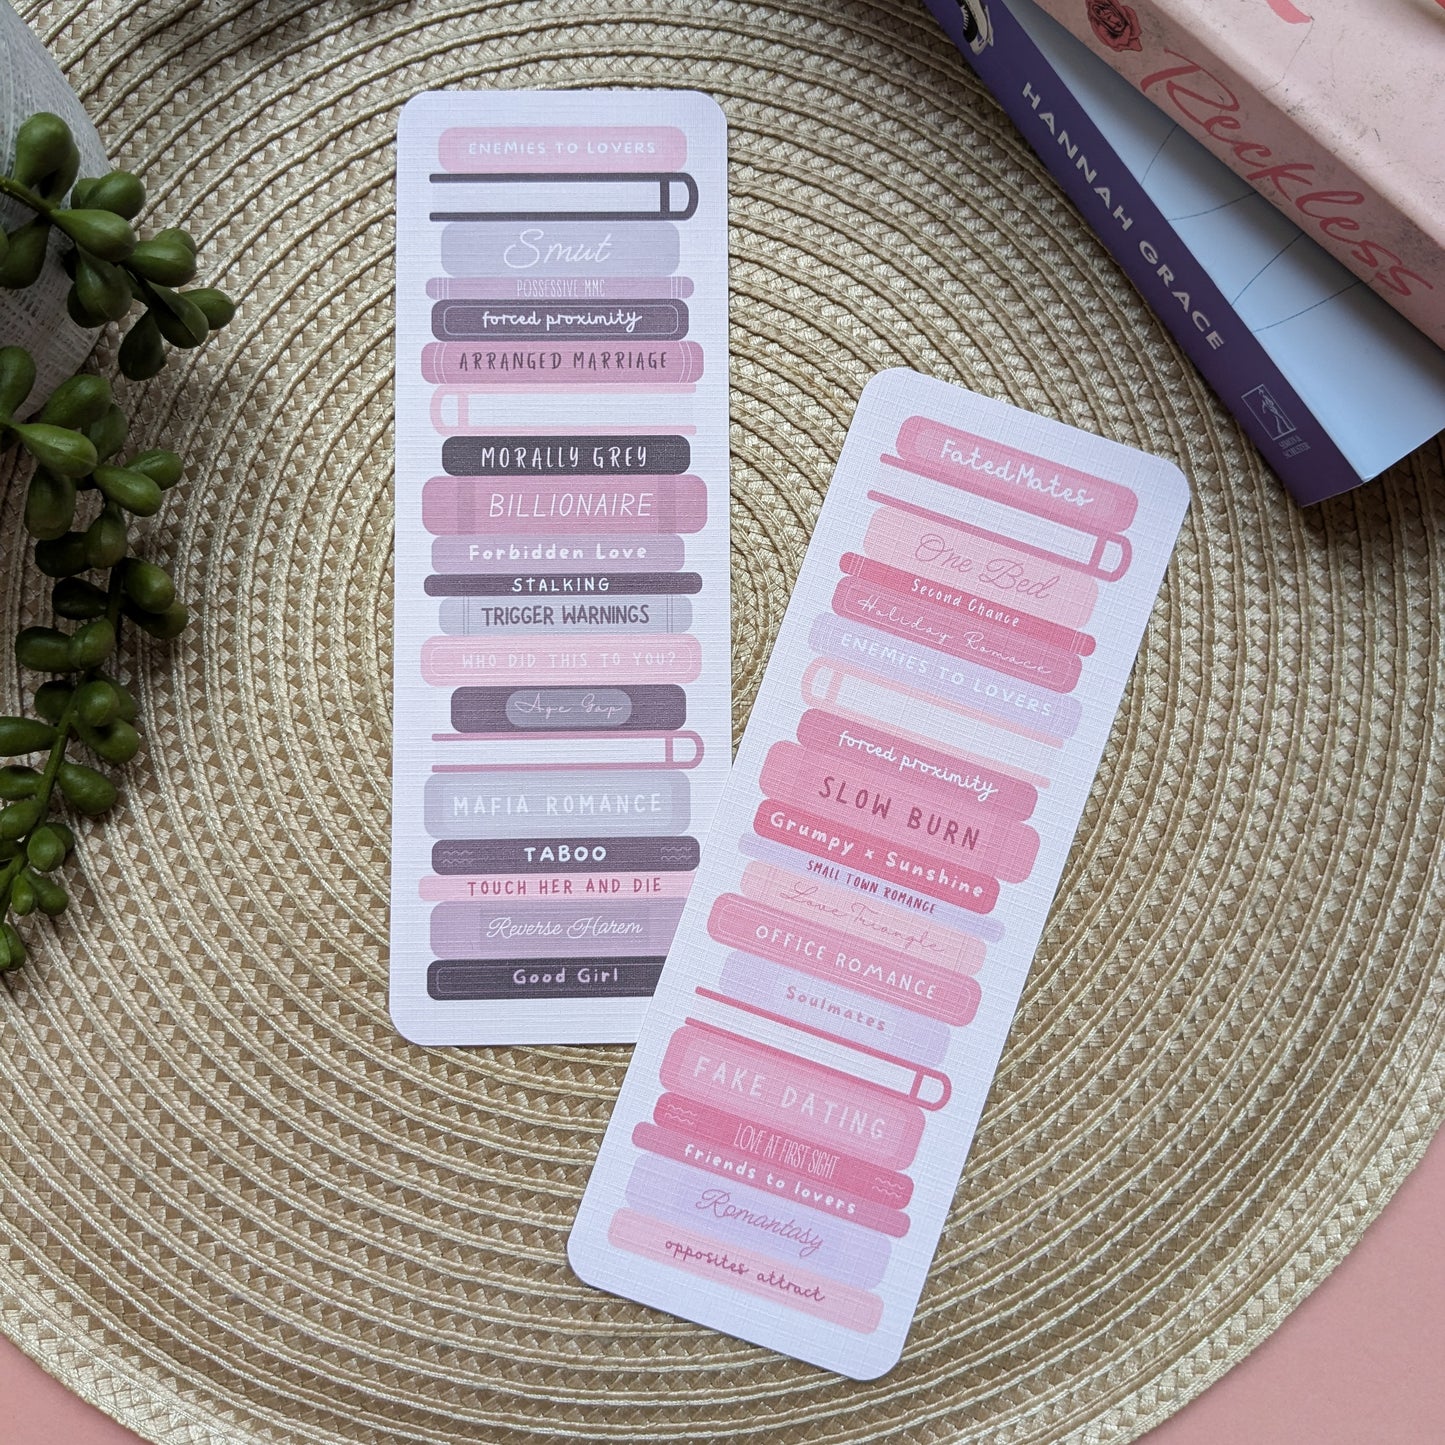 ENEMIES TO LOVERS
Smut
POSSESSIVE MMC
forced proximity
ARRANGED MARRIAGE
MORALLY GREY
BILLIONAIRE
Forbidden Love
STALKING
TRIGGER WARNINGS
WHO DID THIS TO YOU?
Age Gap
MAFIA ROMANCE
TABOO
TOUCH HER AND DIE
Reverse Harem
Good Girl
Fated Mates
One Bed
Second Chance
Holiday Romace
ENEMIES TO LOVERS
forced proximity
SLOW BURN
Grumpy x Sunshine
SMALL TOWN ROMANCE
Love Triangle
OFFICE ROMANCE
Soulmates
FAKE DATING
LOVE AT FIRST SIGHT
friends to lovers
Romantasy
opposites attract
HANNAH GRACE
SIMON &
SCHUSTER
Reckless